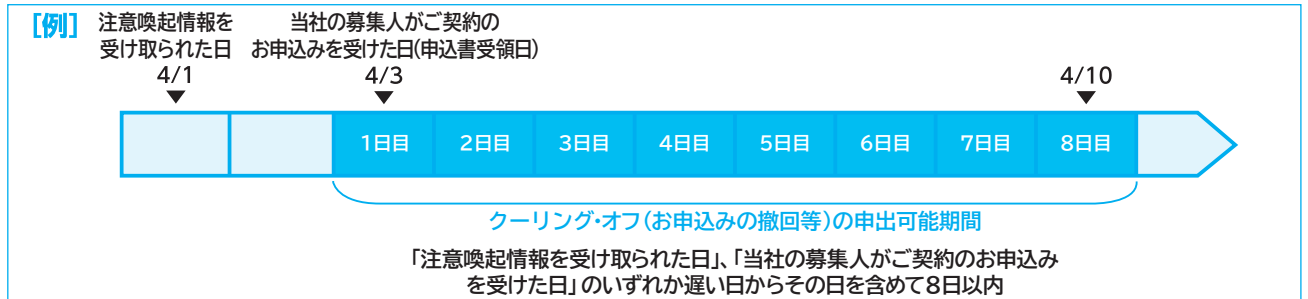 ［例］
注意喚起情報を
受け取られた日
4/1
当社の募集人がご契約の
お申込みを受けた日(申込書受領日)
4/3
4/10
1日目 2日目 3日目 4日目 5日目 6日目 7日目 8日目
クーリング・オフ（お申込みの撤回等）の申出可能期間
「注意喚起情報を受け取られた日」、「当社の募集人がご契約のお申込み
を受けた日」のいずれか遅い日からその日を含めて8日以内